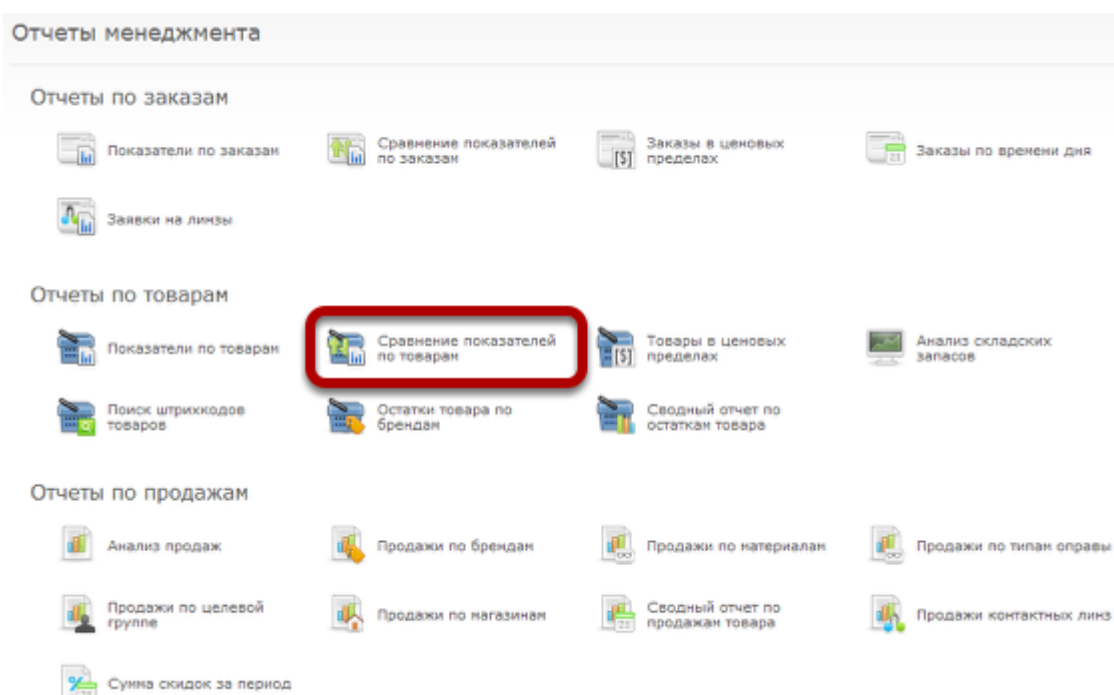 Отчеты менеджмента
Отчеты по заказам
Показатели по заказам
Сравнение показателей
по заказам
Заказы в ценовых
пределах
Заказы по времени дня
Заявки на линзы
Отчеты по товарам
Показатели по товарам
Сравнение показателей
по товарам
Товары в ценовых
пределах
Анализ складских
запасов
Поиск штрихкодов
товаров
Остатки товара по
брендам
Сводный отчет по
остаткам товара
Отчеты по продажам
Анализ продаж
Продажи по брендам
Продажи по материалам
Продажи по типам оправы
Продажи по целевой
группе
Продажи по магазинам
Сводный отчет по
продажам товара
Продажи контактных линз
Сумма скидок за период